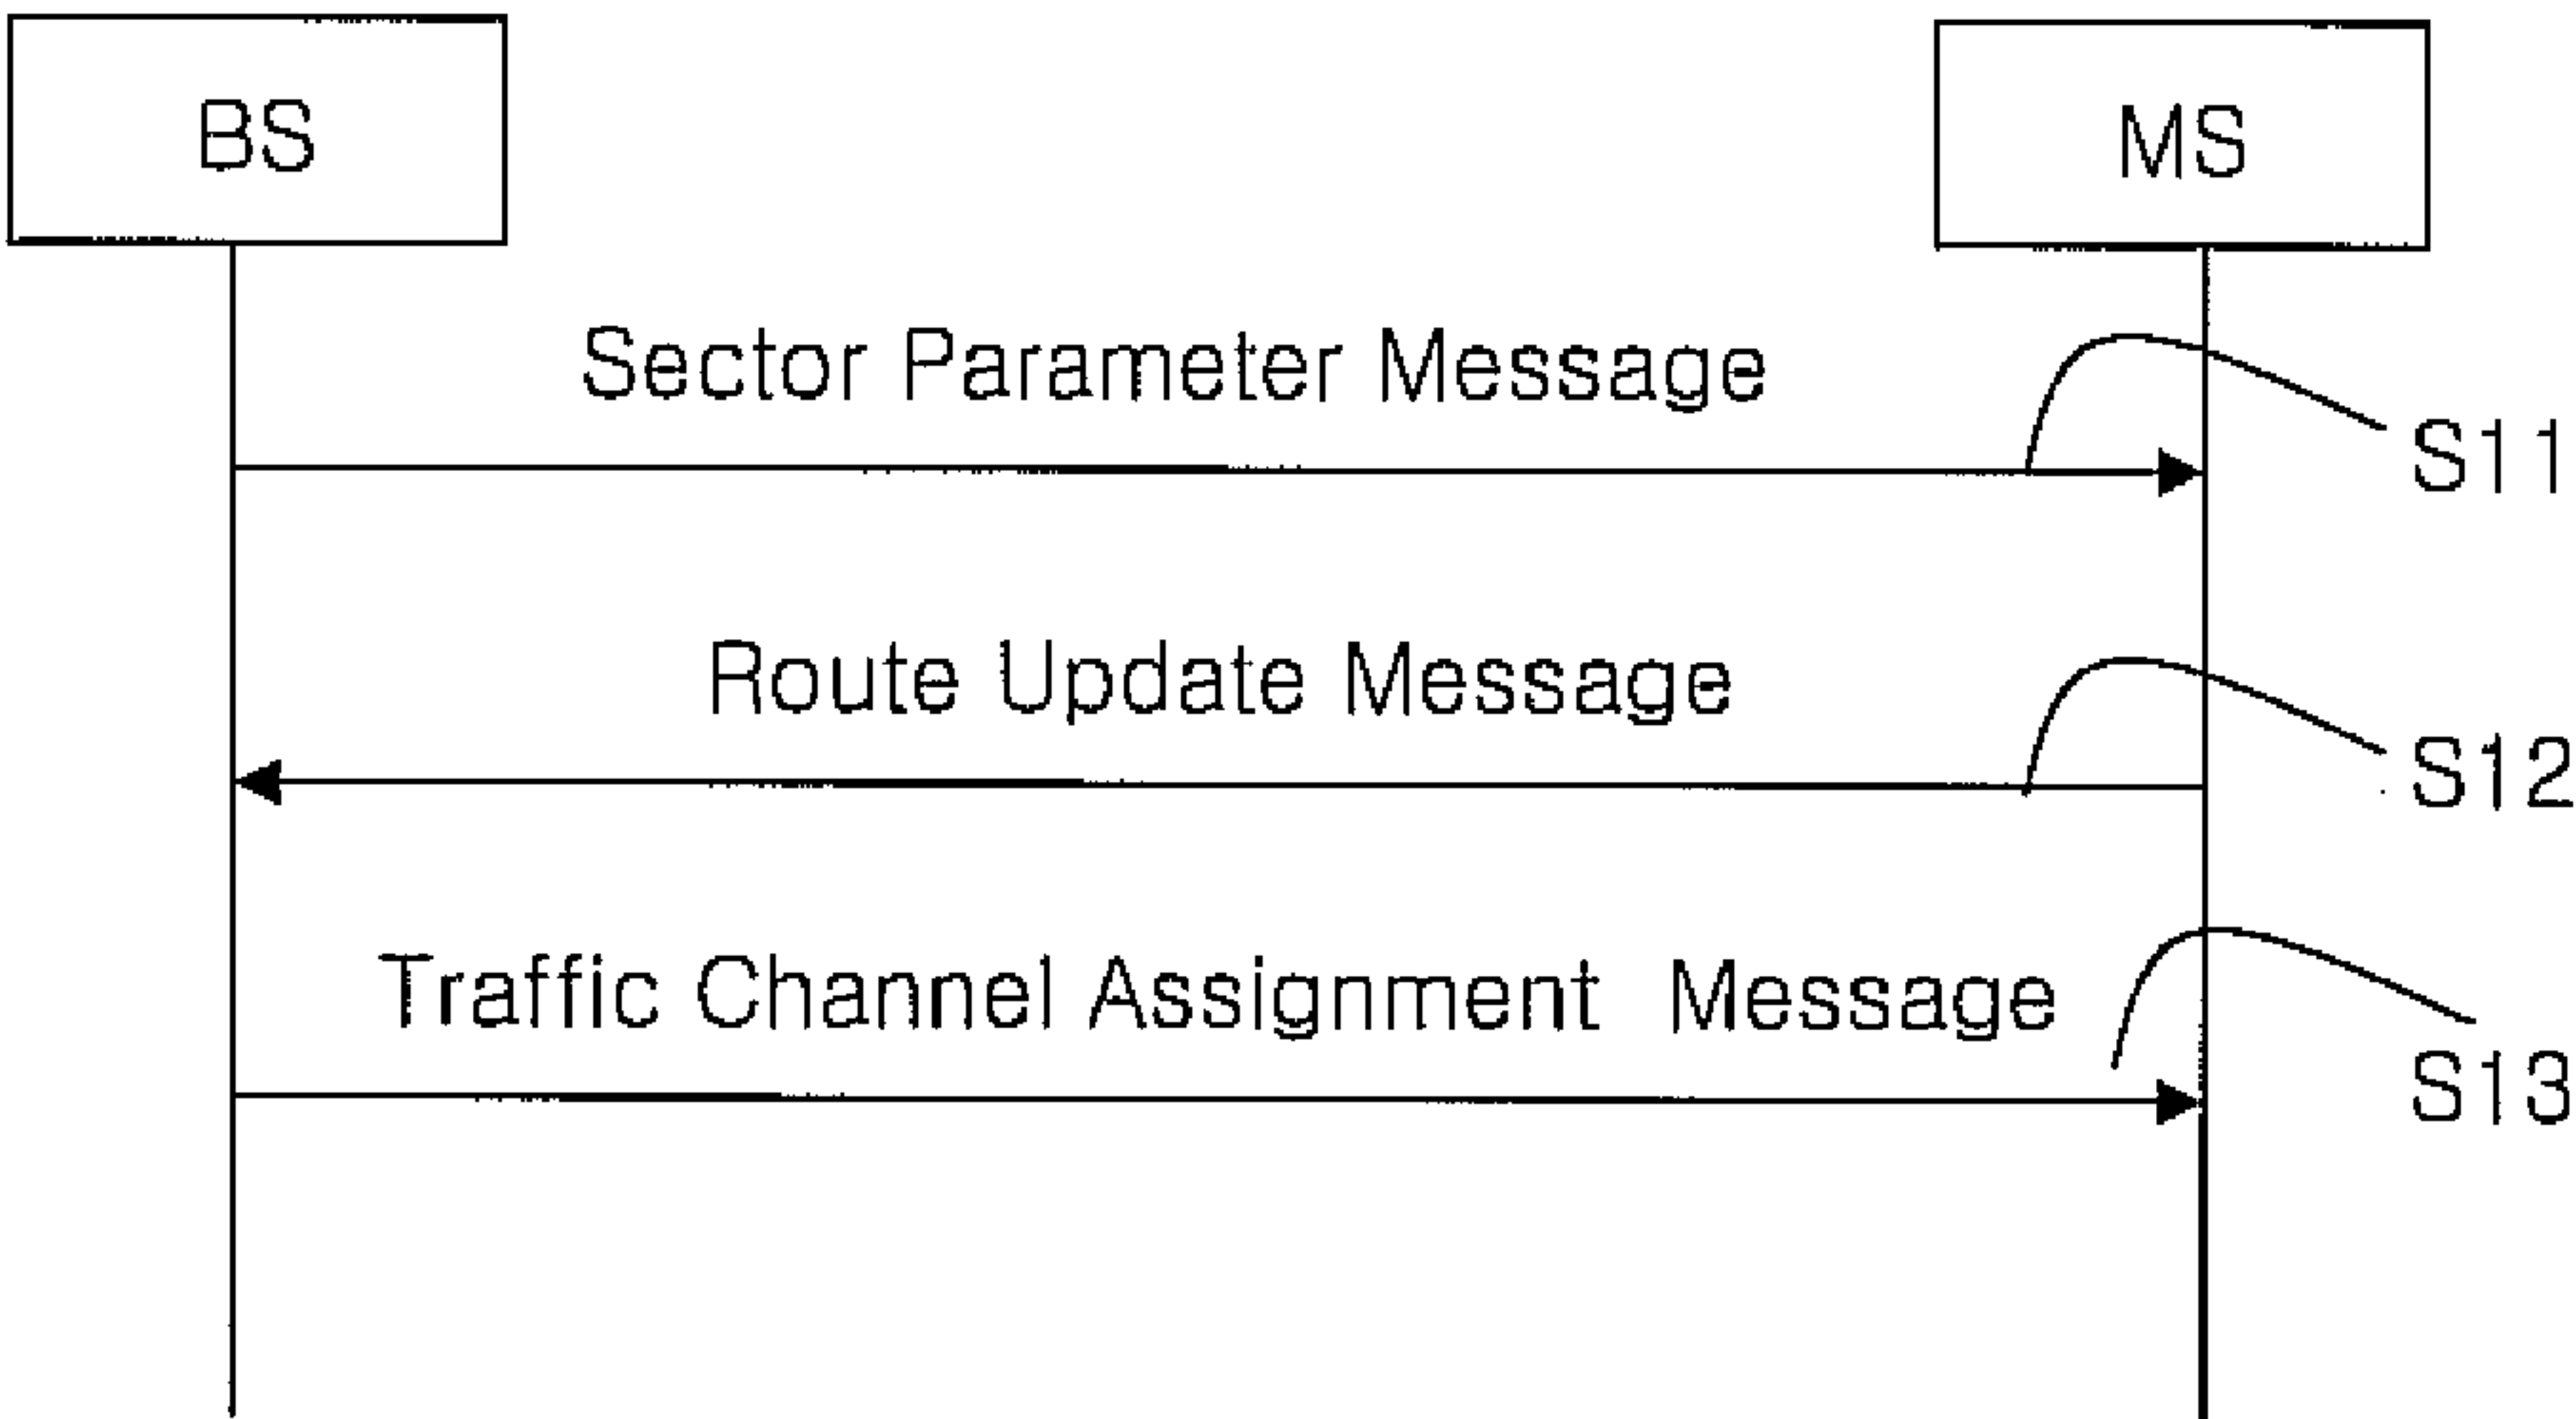 BS
MS
Sector Parameter Message
S11
Route Update Message
S12
Traffic Channel Assignment Message
S13